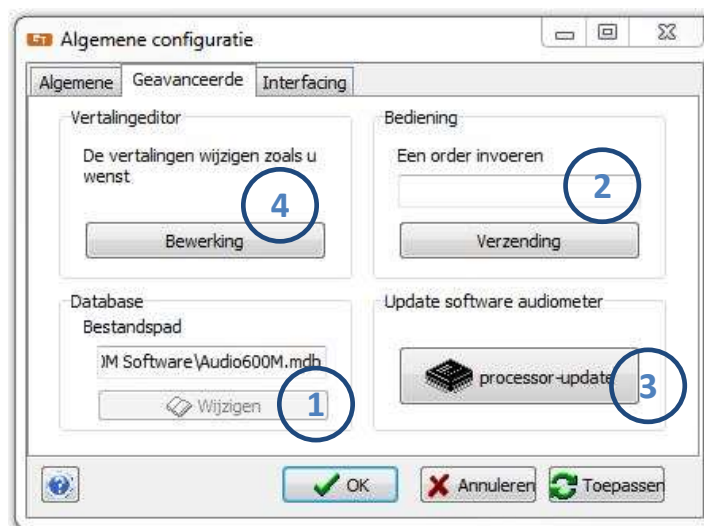 GT Algemene configuratie
Algemene Geavanceerde Interfacing
Vertalingeditor
De vertalingen wijzigen zoals u
wenst
4
Bewerking
Bediening
Een order invoeren
2
Verzending
Database
Bestandspad
)M Software\Audio600M.mdb
1
Wijzigen
Update software audiometer
processor-update
3
OK
Annuleren
Toepassen